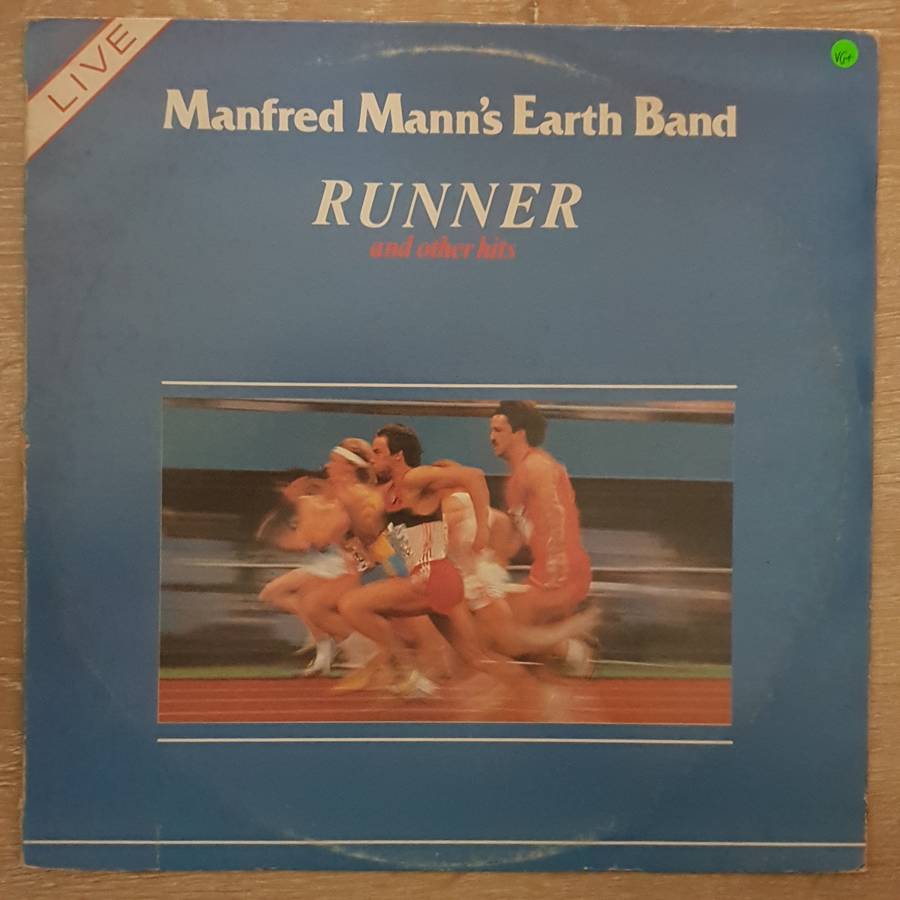 LIVE
VG+
Manfred Mann's Earth Band
RUNNER
and other hits